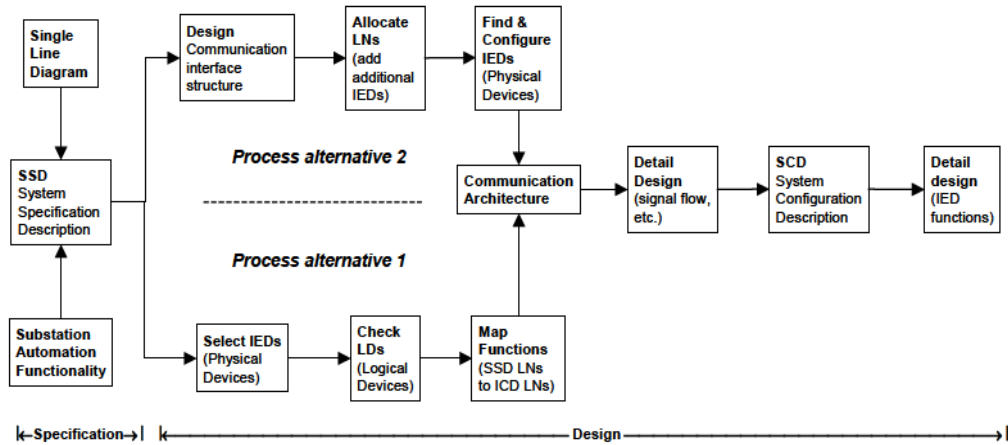 Single
Line
Diagram
Design
Communication
interface
structure
Allocate
LNs
(add
additional
IEDs)
Find &
Configure
IEDs
(Physical
Devices)
Process alternative 2
SSD
System
Specification
Description
Communication
Architecture
Detail
Design
(signal flow,
etc.)
SCD
System
Configuration
Description
Detail
design
(IED
functions)
Process alternative 1
Substation
Automation
Functionality
Select IEDs
(Physical
Devices)
Check
LDs
(Logical
Devices)
Map
Functions
(SSD LNs
to ICD LNs)
Specification
Design